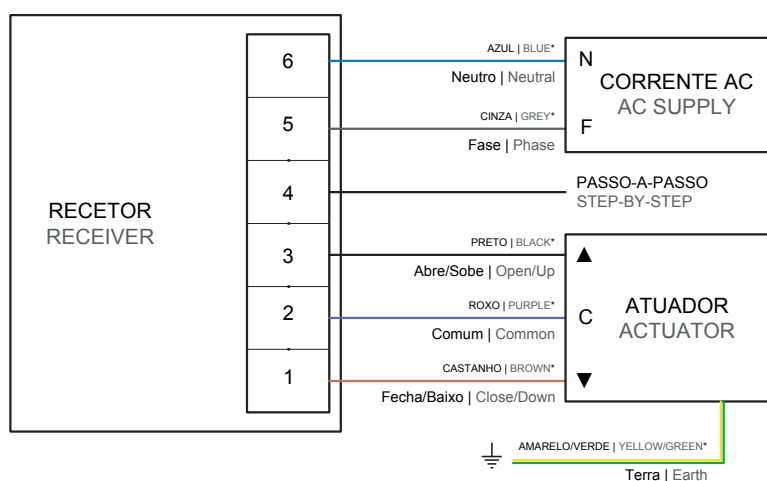 RECETOR
RECEIVER
6
5
4
3
2
1
AZUL | BLUE*
Neutro | Neutral
CINZA | GREY*
Fase | Phase
N
F
CORRENTE AC
AC SUPPLY
PASSO-A-PASSO
STEP-BY-STEP
PRETO | BLACK*
Abre/Sobe | Open/Up
ROXO | PURPLE*
Comum | Common
CASTANHO | BROWN*
Fecha/Baixo | Close/Down
▲
C
▼
ATUADOR
ACTUATOR
AMARELO/VERDE | YELLOW/GREEN*
Terra | Earth